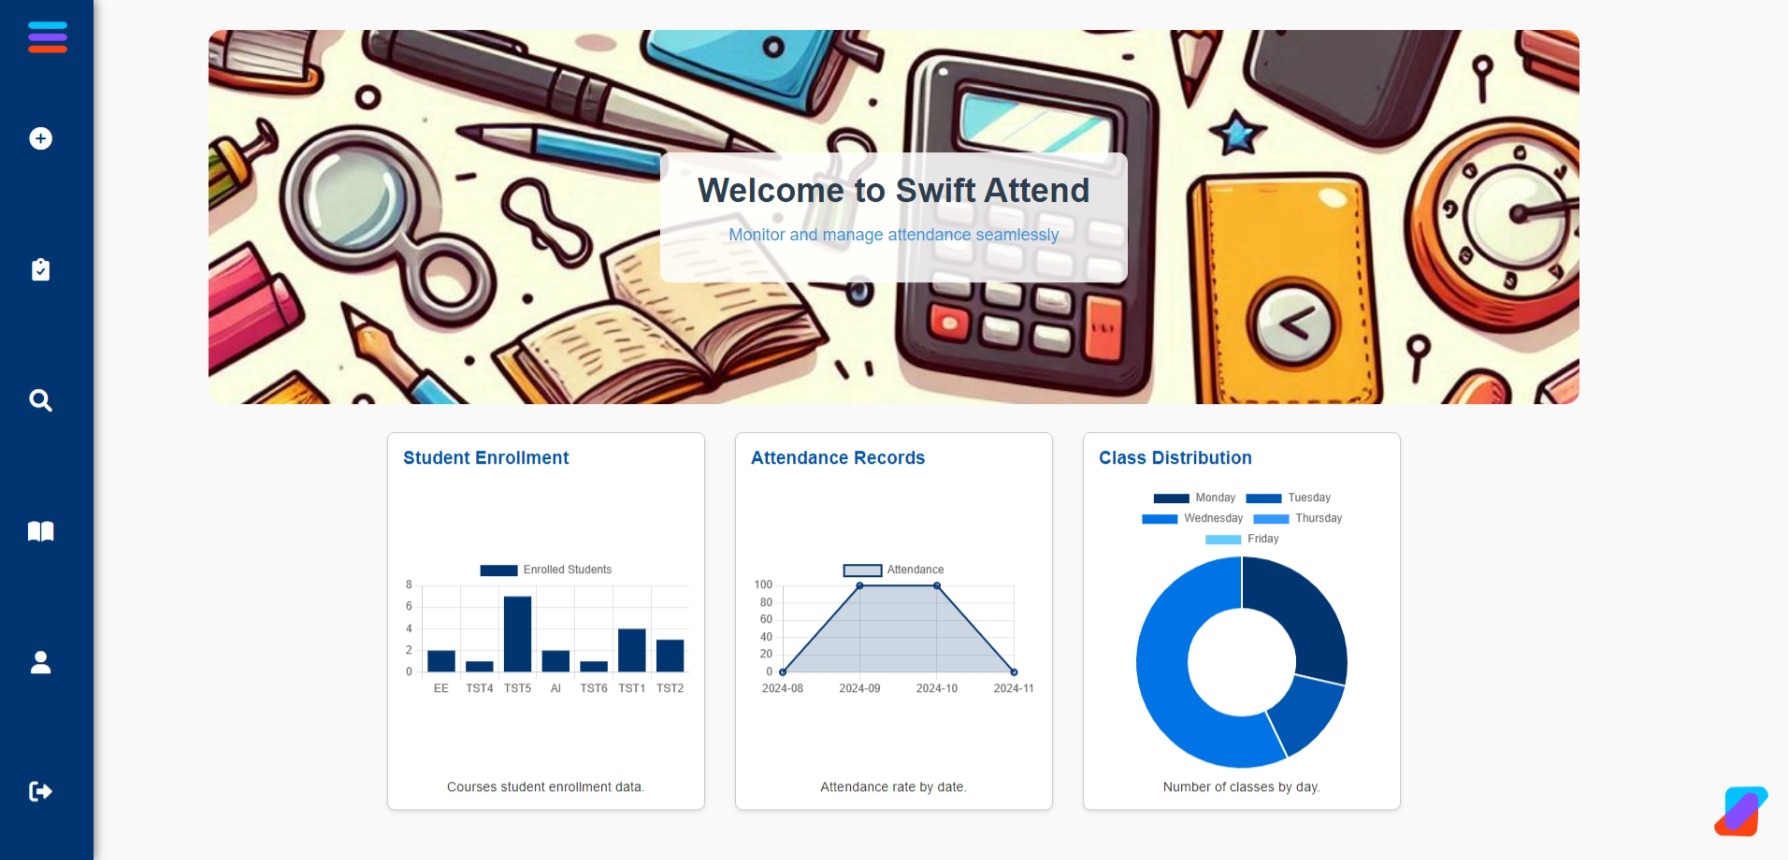 Welcome to Swift Attend
Monitor and manage attendance seamlessly
Student Enrollment
Enrolled Students
8
6
4
2
0
EE TST4 TST5 AI TST6 TST1 TST2
Courses student enrollment data.
Attendance Records
Attendance
100
80
60
40
20
0
2024-08 2024-09 2024-10 2024-11
Attendance rate by date.
Class Distribution
Monday Tuesday
Wednesday Thursday
Friday
Number of classes by day.